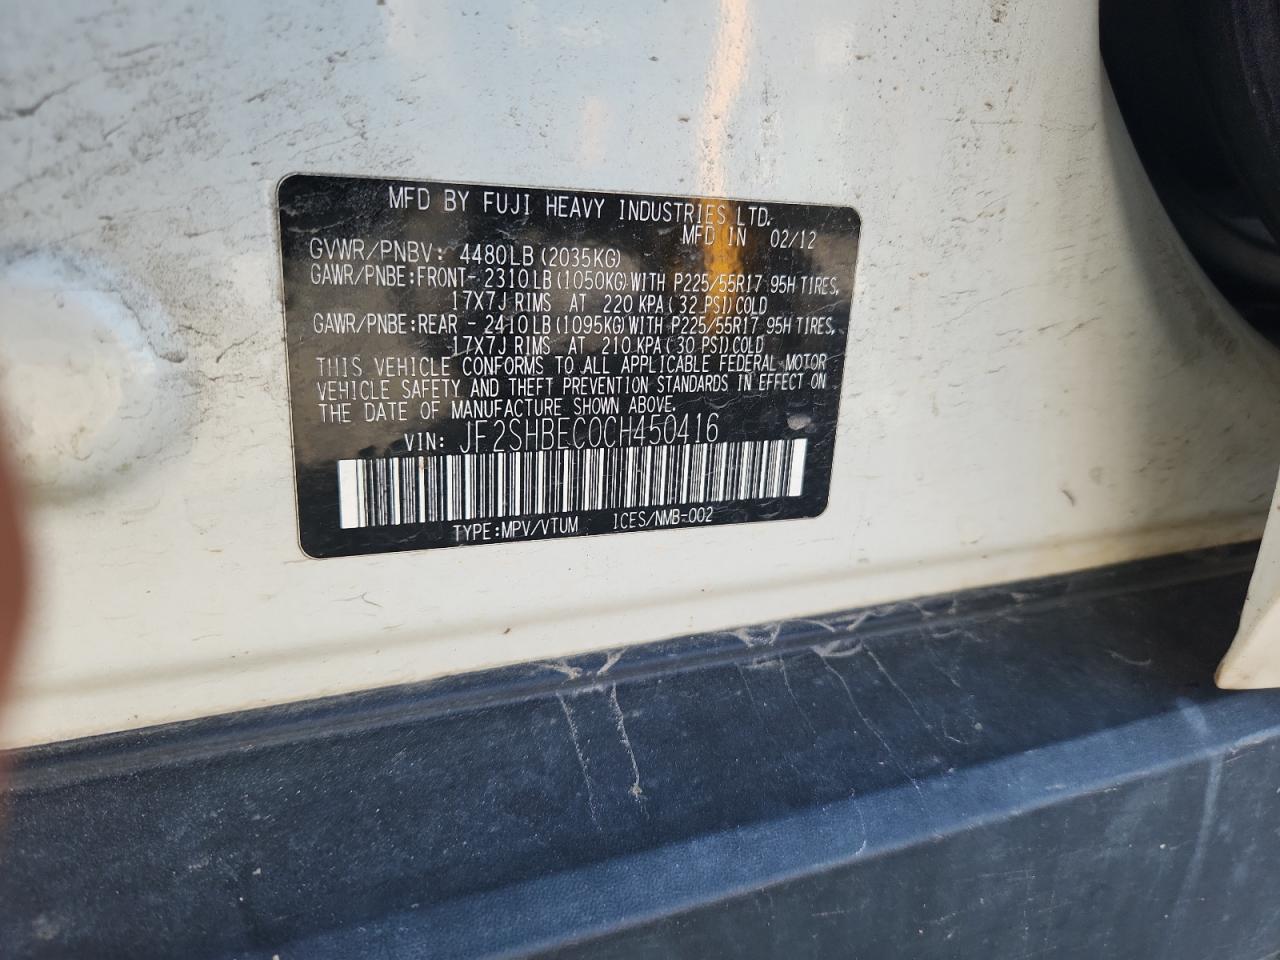 MFD BY FUJI HEAVY INDUSTRIES LTD.
MFD IN 02/12
GVWR/PNBV: 4480LB (2035KG)
GAWR/PNBE:FRONT- 2310LB (1050KG) WITH P225/55R17 95H TIRES,
17X7J RIMS AT 220 KPA (32 PSI) COLD
GAWR/PNBE:REAR - 2410LB (1095KG) WITH P225/55R17 95H TIRES,
17X7J RIMS AT 210 KPA (30 PSI) COLD
THIS VEHICLE CONFORMS TO ALL APPLICABLE FEDERAL MOTOR
VEHICLE SAFETY AND THEFT PREVENTION STANDARDS IN EFFECT ON
THE DATE OF MANUFACTURE SHOWN ABOVE.
VIN: JF2SHBEC0CH450416
TYPE:MPV/VTUM ICES/NMB-002